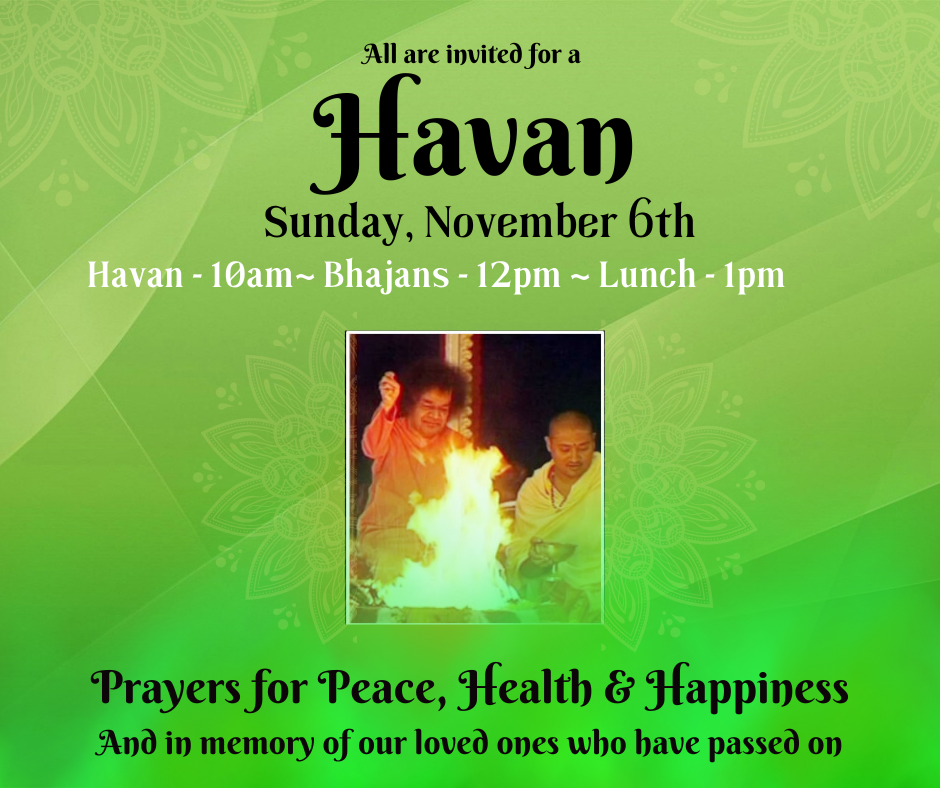 All are invited for a
Havan
Sunday, November 6th
Havan - 10am~ Bhajans - 12pm ~ Lunch - 1pm
Prayers for Peace, Health & Happiness
And in memory of our loved ones who have passed on